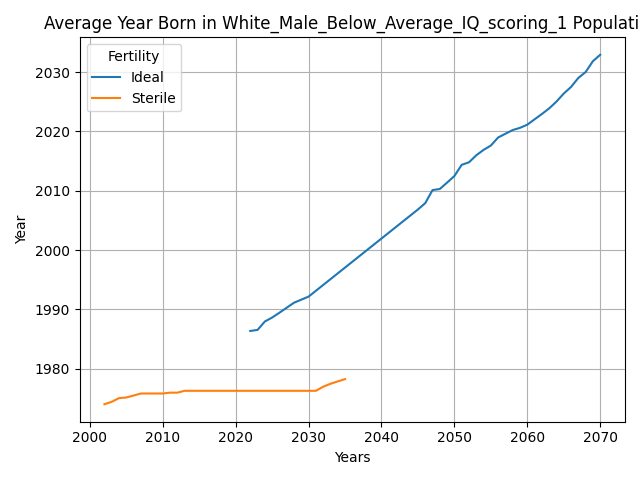 Average Year Born in White_Male_Below_Average_IQ_scoring_1 Populati
Fertility
Ideal
Sterile
2030
2020
2010
2000
1990
1980
Year
2000 2010 2020 2030 2040 2050 2060 2070
Years